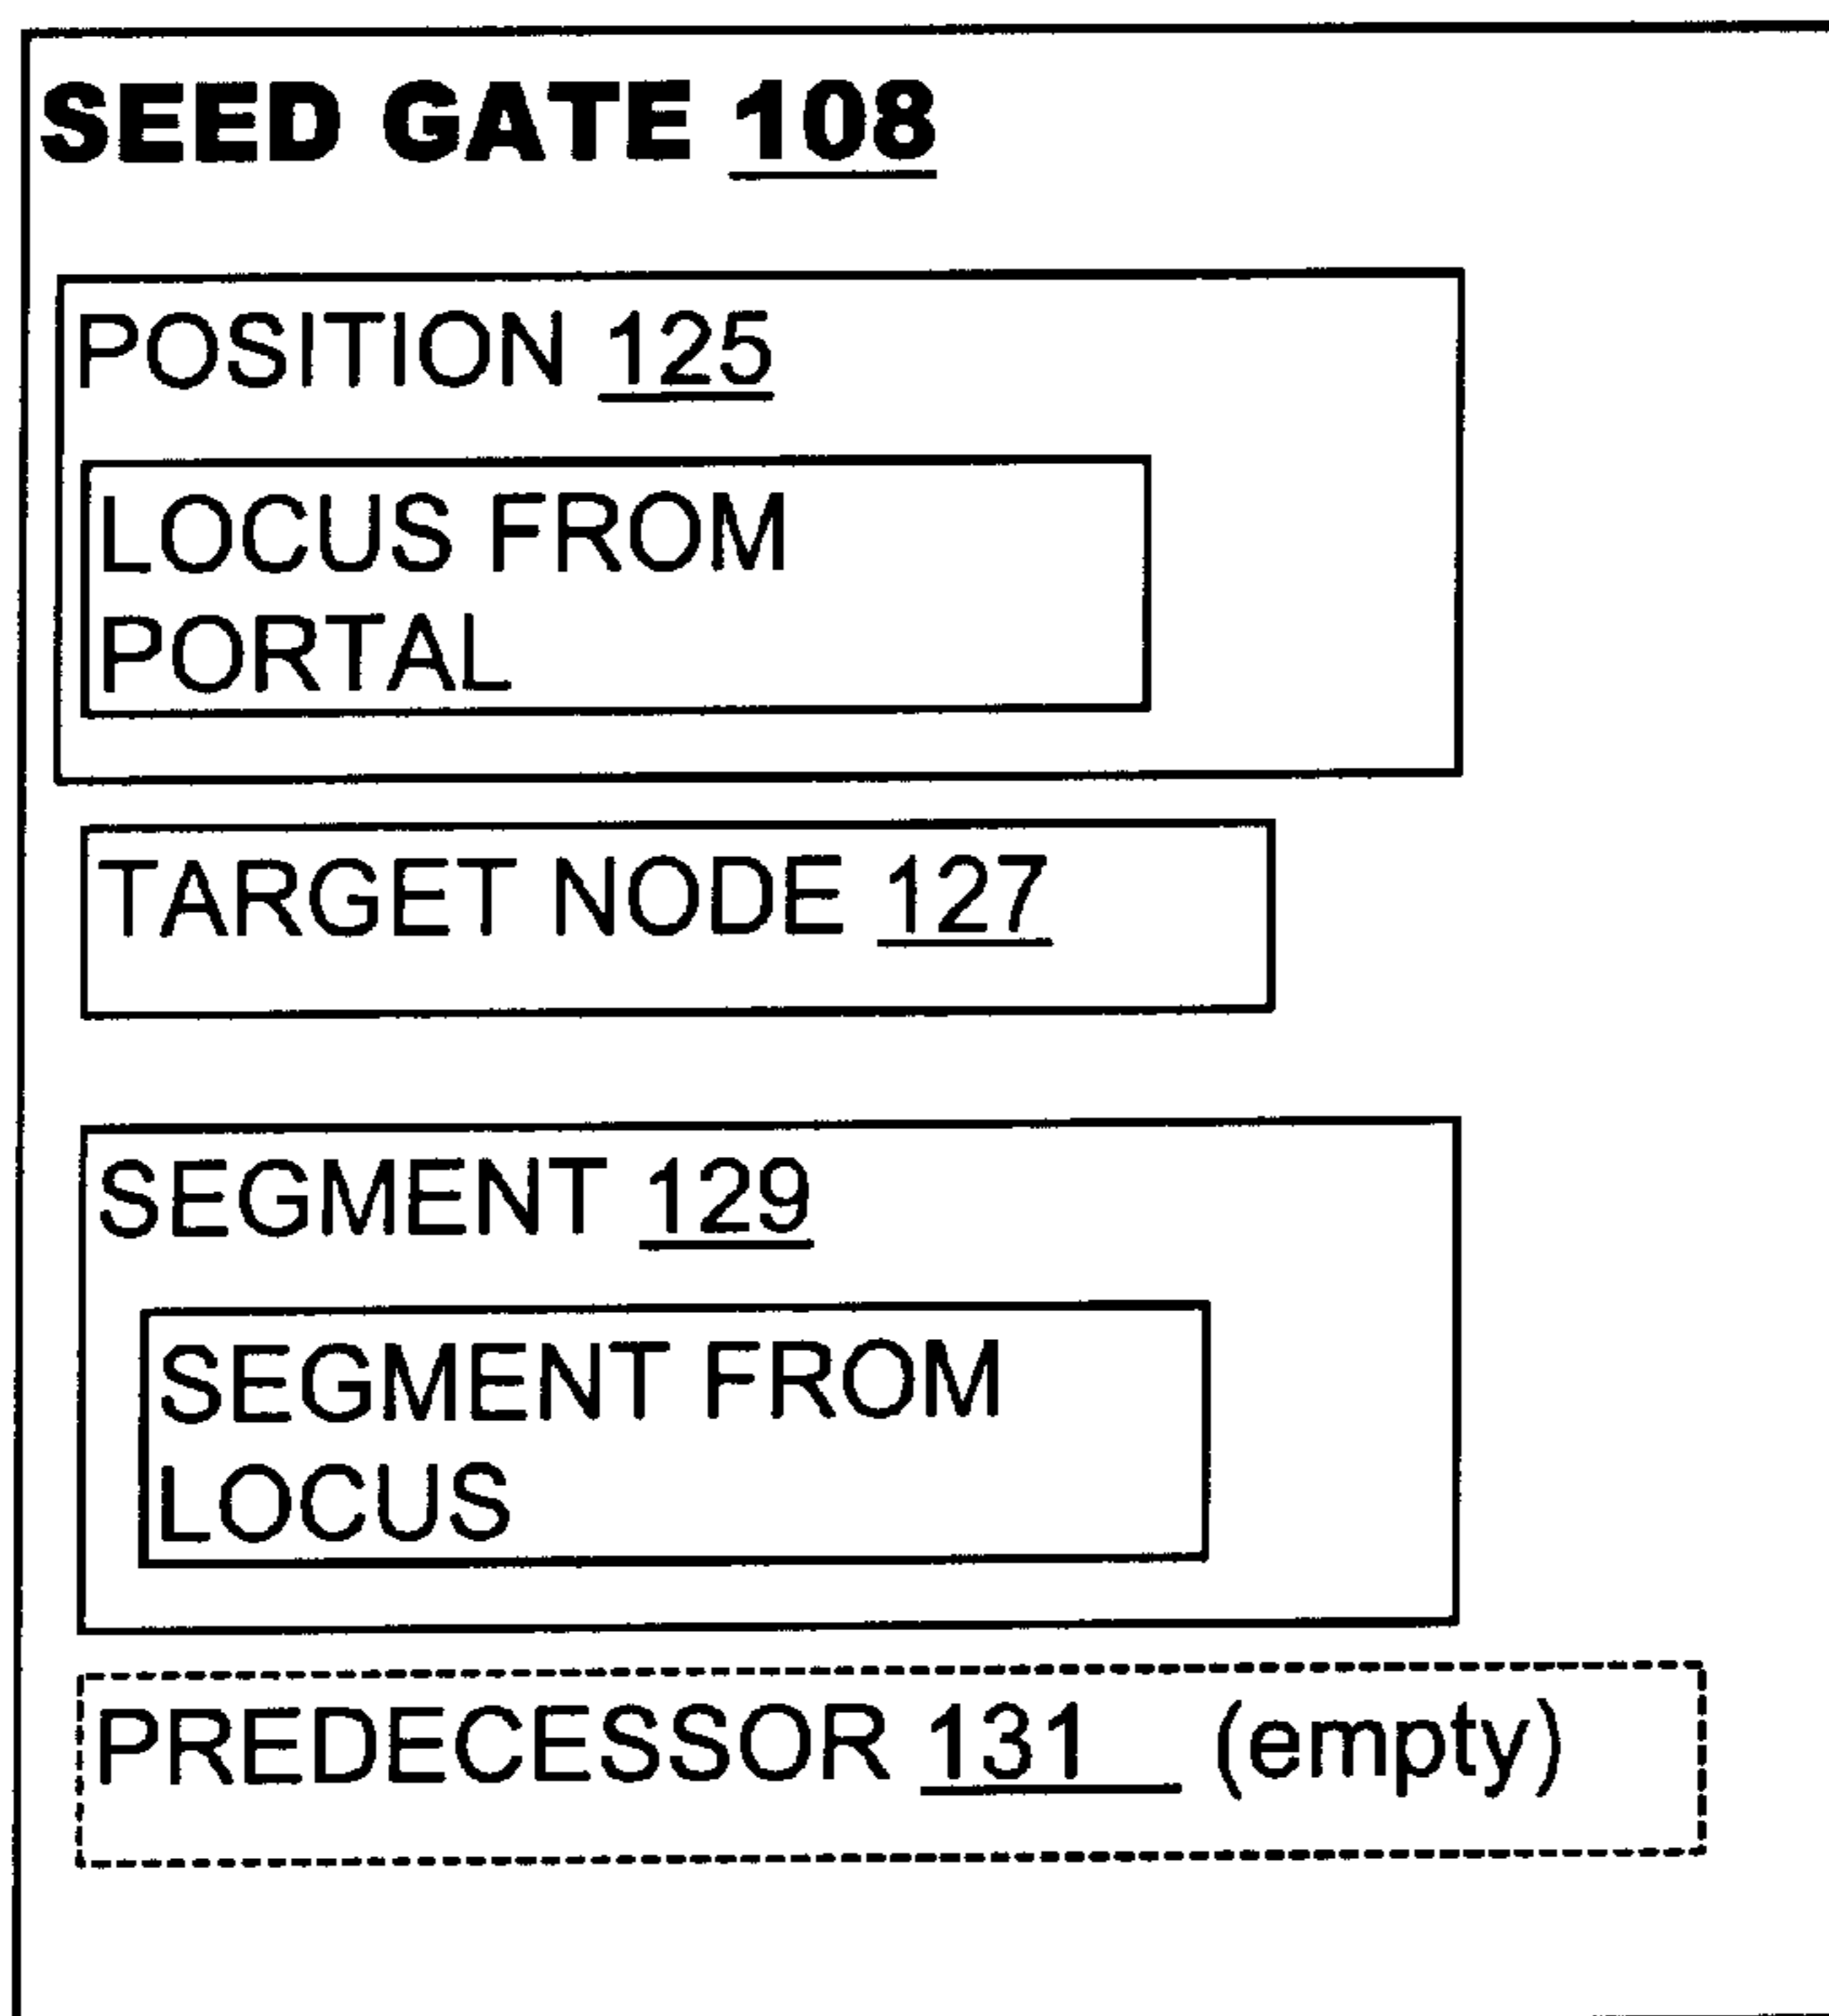 SEED GATE 108
POSITION 125
LOCUS FROM
PORTAL
TARGET NODE 127
SEGMENT 129
SEGMENT FROM
LOCUS
PREDECESSOR 131 (empty)